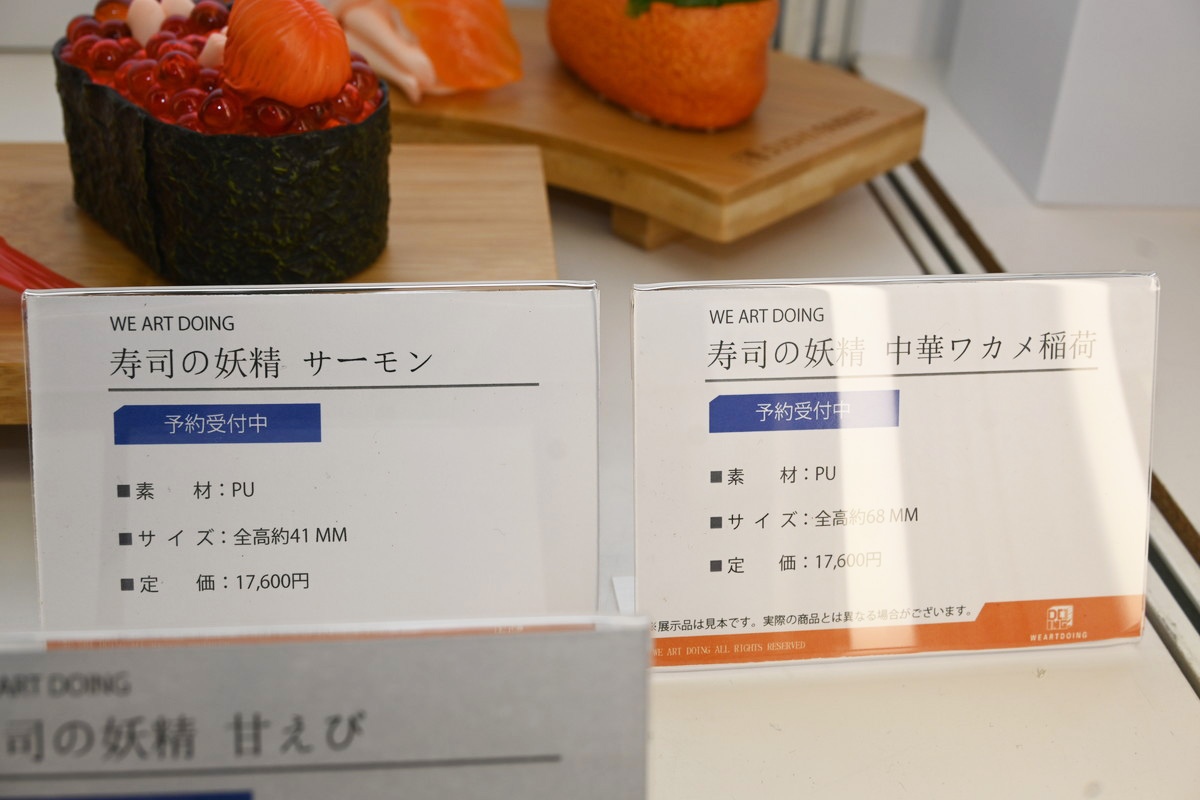 WE ART DOING
寿司の妖精 サーモン
予約受付中
■素 材：PU
■サイズ：全高約41 MM
■定 価：17,600円
WE ART DOING
寿司の妖精 中華ワカメ稲荷
予約受付中
■素 材：PU
■サイズ：全高約68 MM
■定 価：17,600円
※展示品は見本です。実際の商品とは異なる場合がございます。
WE ART DOING ALL RIGHTS RESERVED
WEARTDOING
ART DOING
司の妖精 甘えび